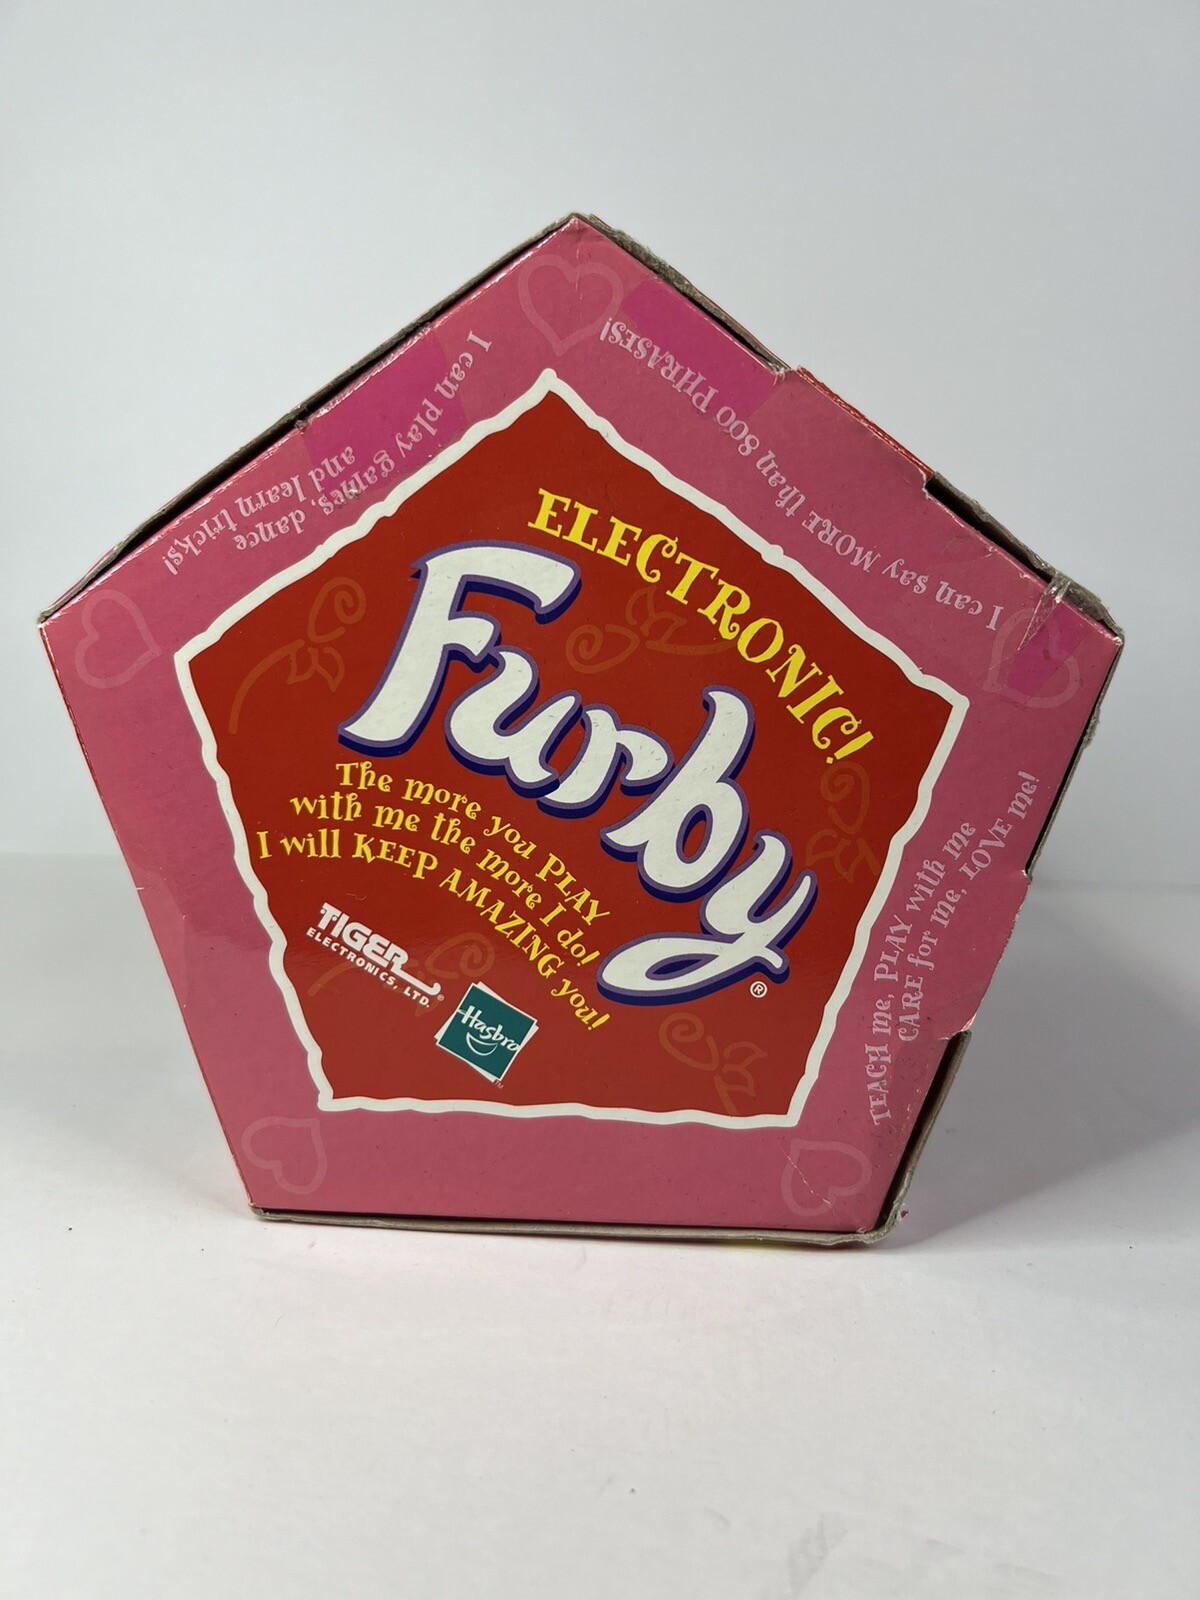 ELECTRONIC!
Furby®
The more you PLAY
with me the more I do!
I will KEEP AMAZING you!
TIGER
ELECTRONICS, LTD.®
Hasbro
TM
I can say MORE than 800 PHRASES!
TEACH me, PLAY with me
CARE for me, LOVE me!
I can play games, dance
and learn tricks!